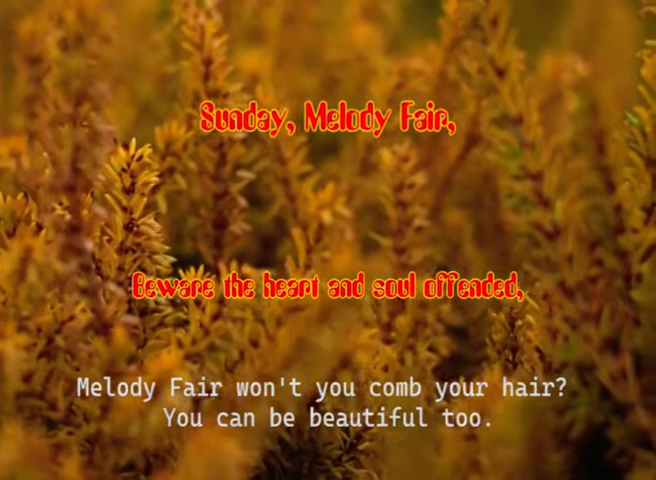 Sunday, Melody Fair,
Beware the heart and soul offended,
Melody Fair won't you comb your hair?
You can be beautiful too.